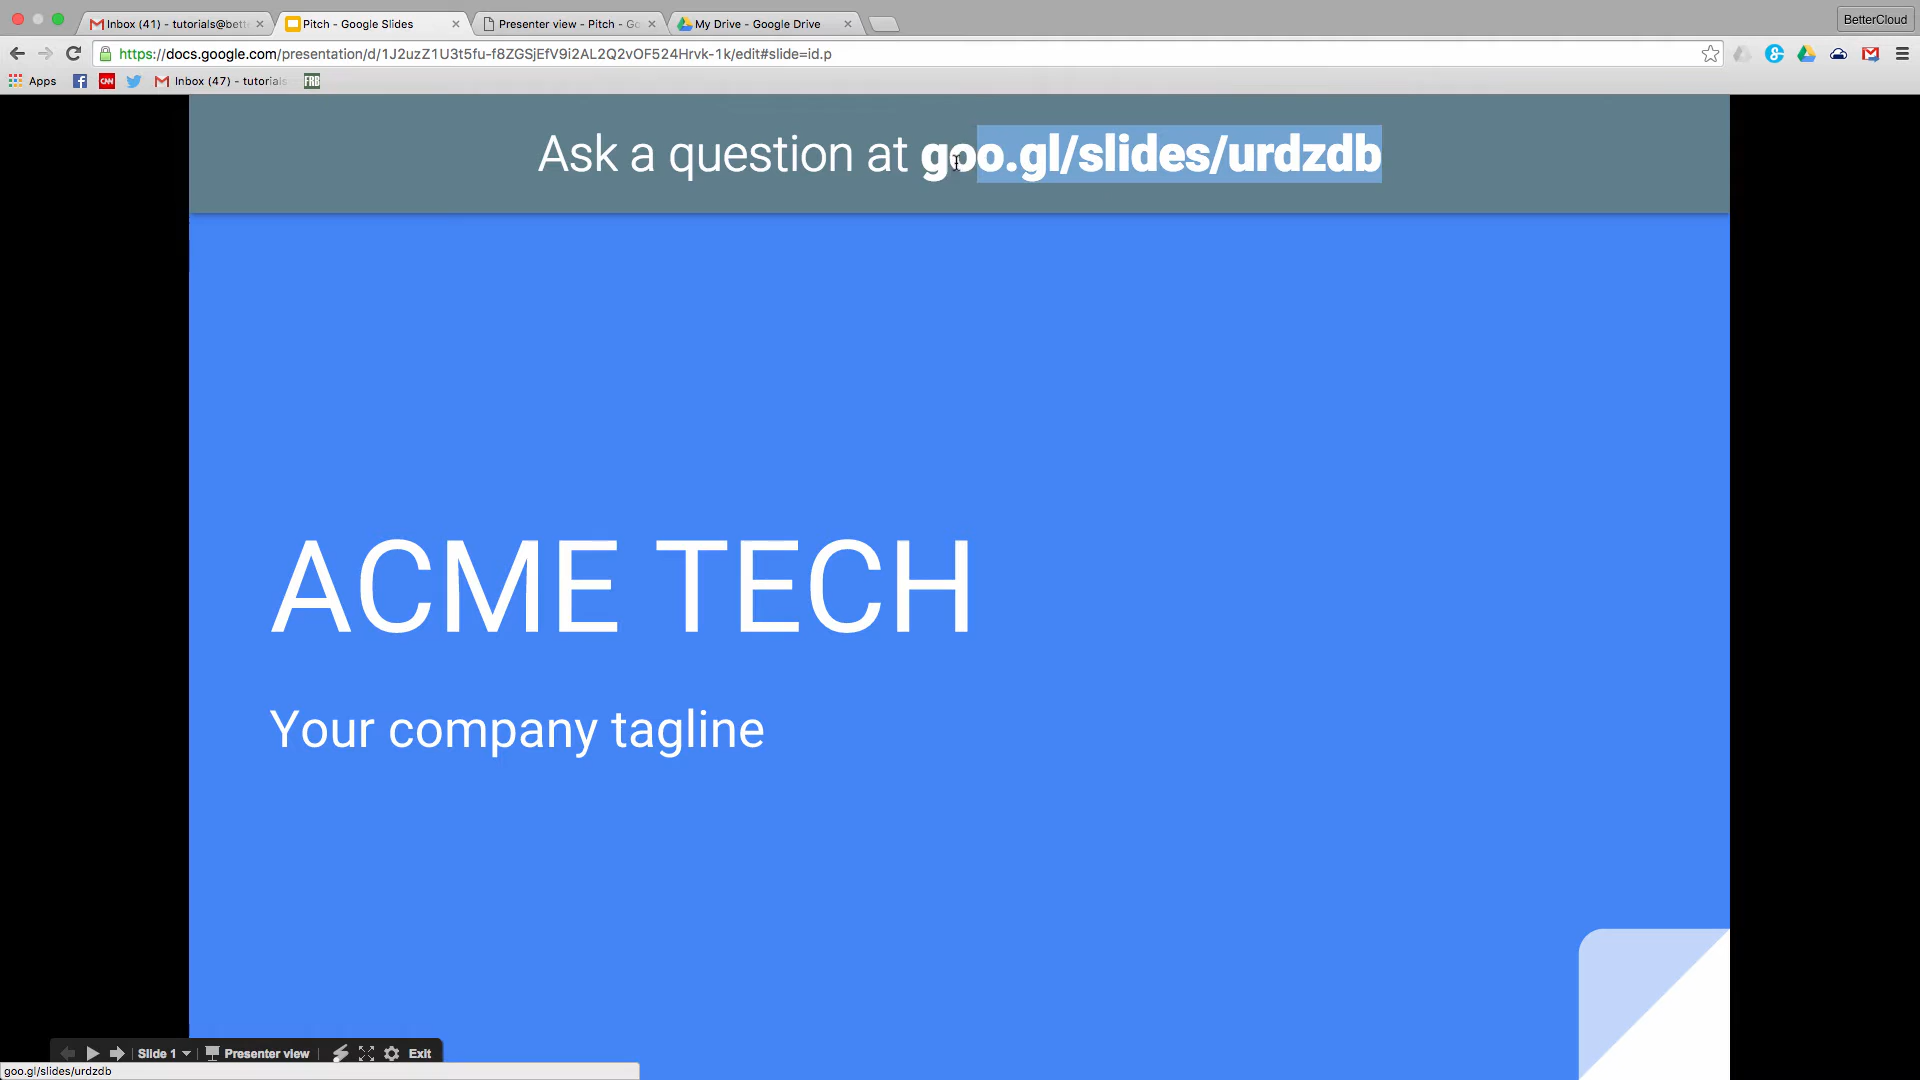 Inbox (41) - tutorials@bett
Pitch - Google Slides
Presenter view - Pitch - Go
My Drive - Google Drive
BetterCloud
https://docs.google.com/presentation/d/1J2uzZ1U3t5fu-f8ZGSjEfV9i2AL2Q2vOF524Hrvk-1k/edit#slide=id.p
Apps
CNN
Inbox (47) - tutorials
FRB
Ask a question at goo.gl/slides/urdzdb
ACME TECH
Your company tagline
Slide 1
Presenter view
Exit
goo.gl/slides/urdzdb